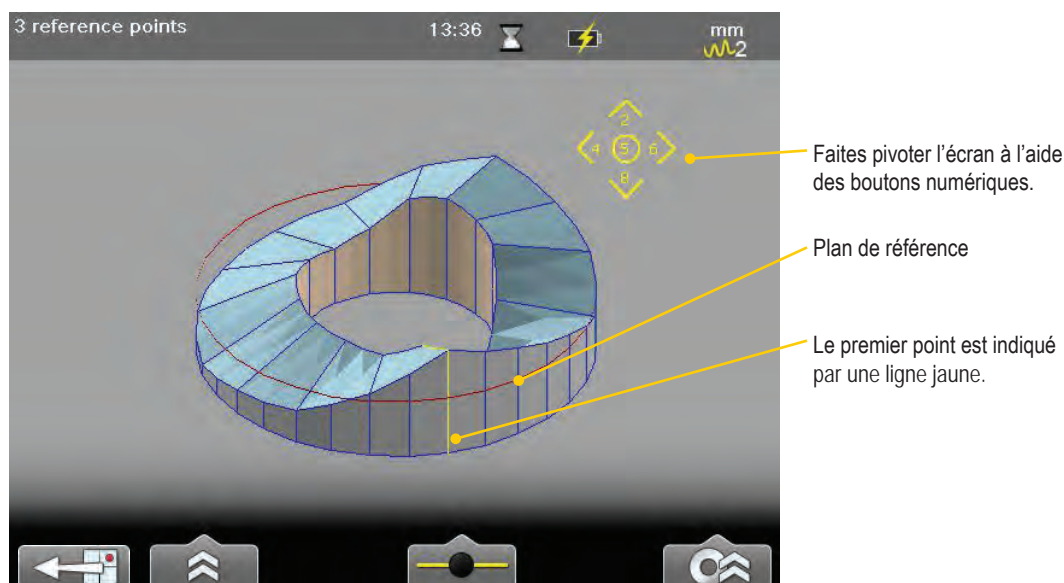 3 reference points 13:36 mm
2
2
4 5 6
8
Faites pivoter l'écran à l'aide
des boutons numériques.
Plan de référence
Le premier point est indiqué
par une ligne jaune.